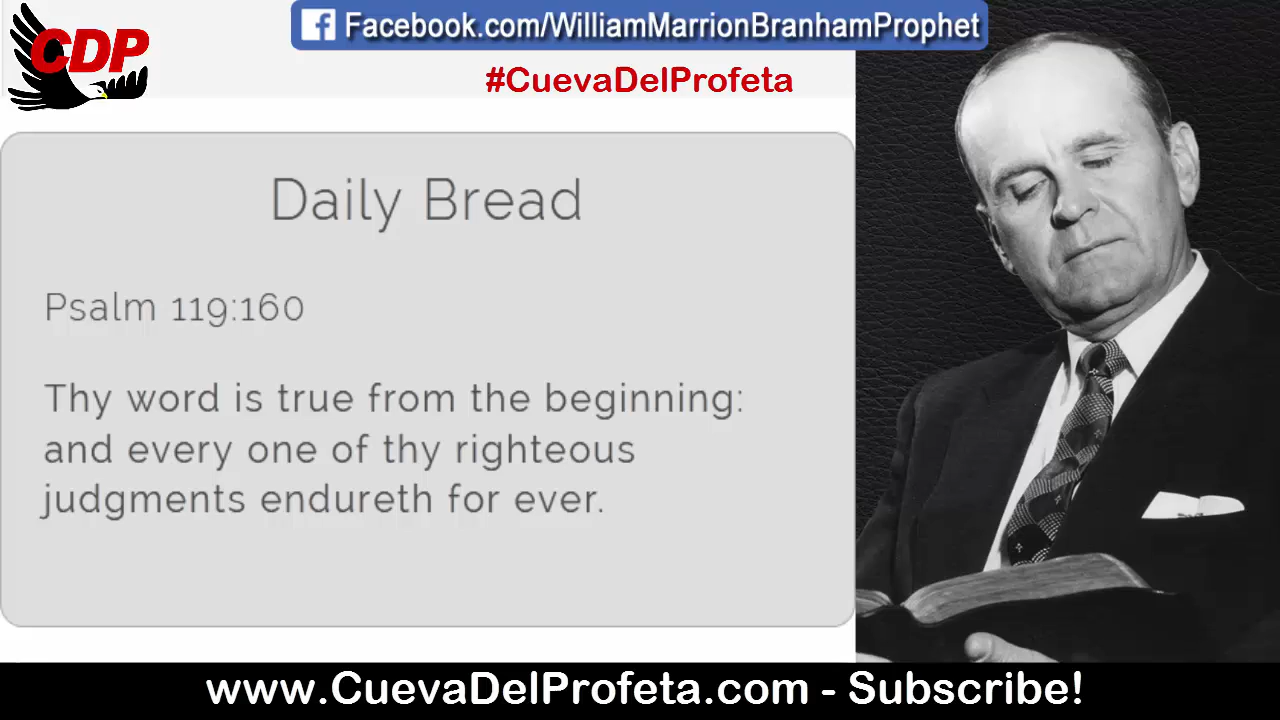 CDP
Facebook.com/WilliamMarrionBranhamProphet
#CuevaDelProfeta
Daily Bread
Psalm 119:160
Thy word is true from the beginning:
and every one of thy righteous
judgments endureth for ever.
www.CuevaDelProfeta.com - Subscribe!